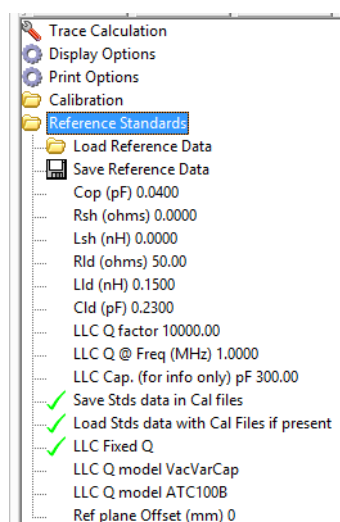 Trace Calculation
Display Options
Print Options
Calibration
Reference Standards
Load Reference Data
Save Reference Data
Cop (pF) 0.0400
Rsh (ohms) 0.0000
Lsh (nH) 0.0000
Rld (ohms) 50.00
Lld (nH) 0.1500
Cld (pF) 0.2300
LLC Q factor 10000.00
LLC Q @ Freq (MHz) 1.0000
LLC Cap. (for info only) pF 300.00
Save Stds data in Cal files
Load Stds data with Cal Files if present
LLC Fixed Q
LLC Q model VacVarCap
LLC Q model ATC100B
Ref plane Offset (mm) 0